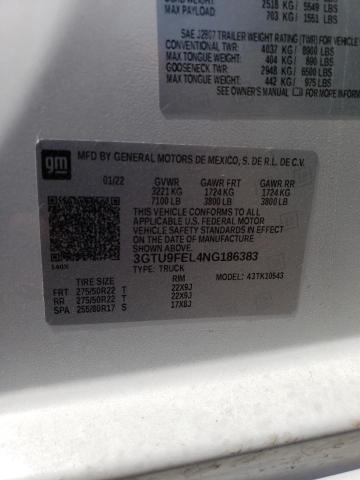 2518 KG / 5549 LBS
MAX PAYLOAD:
703 KG / 1551 LBS
SAE J2807 TRAILER WEIGHT RATING (TWR) FOR VEHICLE
CONVENTIONAL TWR: 4037 KG/ 8900 LBS
MAX TONGUE: 404 KG / 890 LBS
GOOSENECK TWR: 2948 KG/ 6500 LBS
MAX TONGUE: 442 KG / 975 LBS
...SEE OWNER'S MANUAL FOR ADDITIONAL
gm MFD BY GENERAL MOTORS DE MEXICO, S. DE R.L. DE C.V.
01/22 GVWR GAWR FRT GAWR RR
3221 KG 1724 KG 1724 KG
7100 LB 3800 LB 3800 LB
THIS VEHICLE CONFORMS TO ALL
APPLICABLE U.S. FEDERAL MOTOR
VEHICLE SAFETY STANDARDS IN
EFFECT ON THE DATE OF MANUFACTURE
SHOWN ABOVE.
3GTU9FEL4NG186383
TYPE: TRUCK
TIRE SIZE RIM MODEL: 43TK10543
FRT 275/50R22 T 22X9J
RR 275/50R22 T 22X9J
SPA 255/80R17 S 17X8J